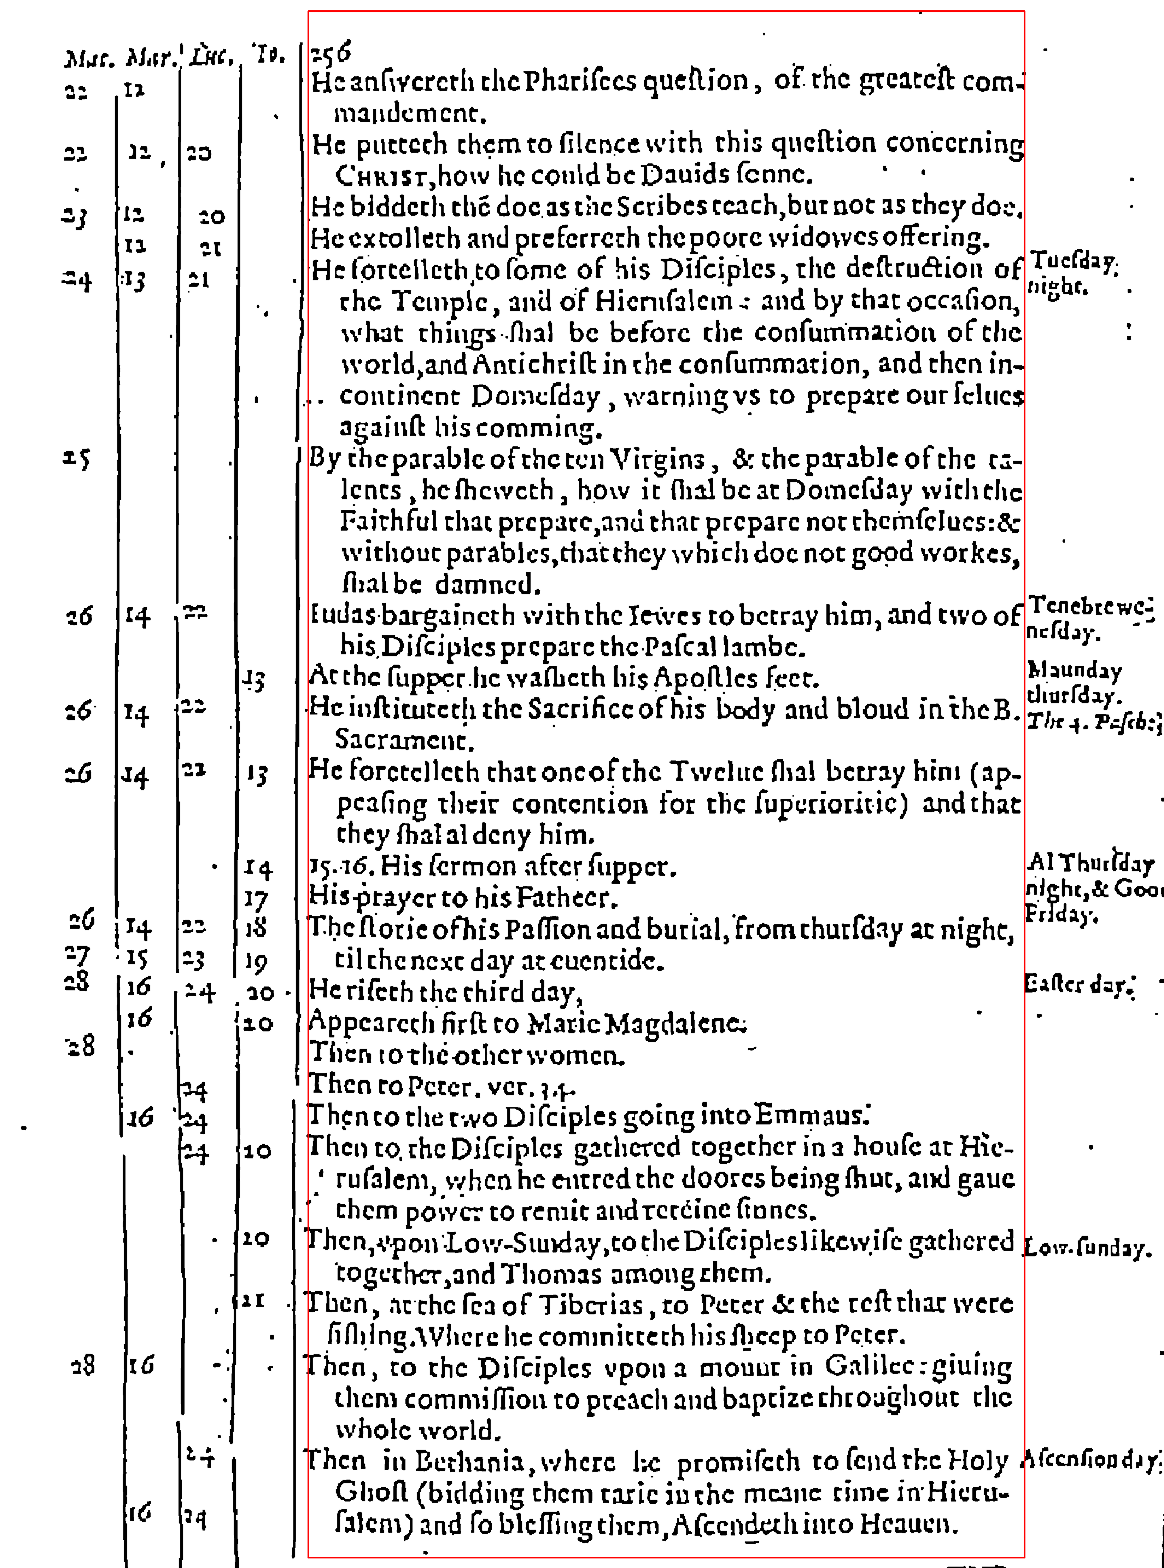 Mat. Mar. Luc. Io. 256
22 12 He anſwereth the Phariſees queſtion, of the greateſt com-
mandement.
22 12, 20 He putteth them to ſilence with this queſtion concerning
CHRIST, how he could be Dauids ſonne.
23 12 20 He biddeth thē doe as the Scribes teach, but not as they doe.
12 21 He extolleth and preferreth the poore widowes offering.
24 13 21 He fortelleth to ſome of his Diſciples, the deſtruction of Tueſday
the Temple, and of Hieruſalem: and by that occaſion, night.
what things ſhal be before the conſummation of the
world, and Antichriſt in the conſummation, and then in-
continent Domeſday, warning vs to prepare our ſelues
againſt his comming.
25 By the parable of the ten Virgins, & the parable of the ta-
lents, he ſheweth, how it ſhal be at Domeſday with the
Faithful that prepare, and that prepare not themſelues: &
without parables, that they which doe not good workes,
ſhal be damned.
26 14 22 Iudas bargaineth with the Iewes to betray him, and two of Tenebre we-
his Diſciples prepare the Paſcal lambe. neſday.
13 At the ſupper he waſheth his Apoſtles feet. Maunday
thurſday.
26 14 22 He inſtituteth the Sacrifice of his body and bloud in the B. The 4. Paſch:
Sacrament.
26 14 22 13 He foretelleth that one of the Twelue ſhal betray him (ap-
peaſing their contention for the ſuperioritie) and that
they ſhal al deny him.
14 15.16. His ſermon after ſupper. Al Thurſday
17 His prayer to his Father. night, & Goo
26 14 22 18 The ſtorie of his Paſſion and burial, from thurſday at night, Friday.
27 15 23 19 til the next day at euentide.
28 16 24 20 He riſeth the third day, Eaſter day.
16 20 Appeareth firſt to Marie Magdalene:
28 Then to the other women.
24 Then to Peter. ver. 34.
16 24 Then to the two Diſciples going into Emmaus.
24 20 Then to the Diſciples gathered together in a houſe at Hie-
ruſalem, when he entred the doores being ſhut, and gaue
them power to remit and reteine ſinnes.
20 Then, vpon Low-Sunday, to the Diſciples likewiſe gathered Low-ſunday.
together, and Thomas among them.
21 Then, at the ſea of Tiberias, to Peter & the reſt that were
fiſhing. Where he committeth his ſheep to Peter.
28 16 Then, to the Diſciples vpon a mount in Galilee: giuing
them commiſſion to preach and baptize throughout the
whole world.
24 Then in Bethania, where he promiſeth to ſend the Holy Aſcenſion day.
Ghoſt (bidding them tarie in the meane time in Hieru-
16 24 ſalem) and ſo bleſſing them, Aſcendeth into Heauen.